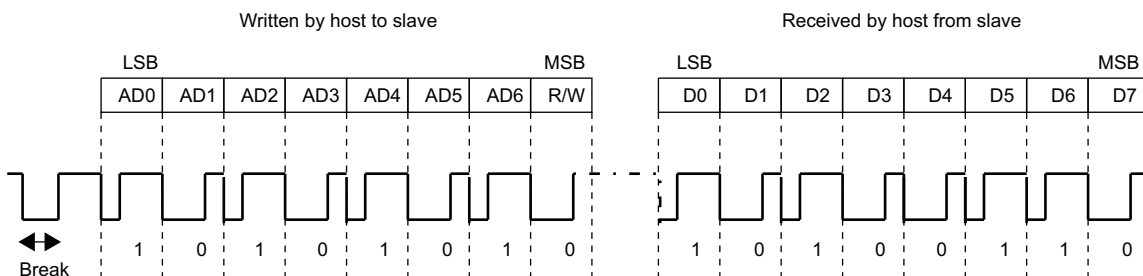 Written by host to slave Received by host from slave
LSB MSB LSB MSB
AD0 AD1 AD2 AD3 AD4 AD5 AD6 R/W D0 D1 D2 D3 D4 D5 D6 D7
1 0 1 0 1 0 1 0 1 0 1 0 0 1 1 0
Break